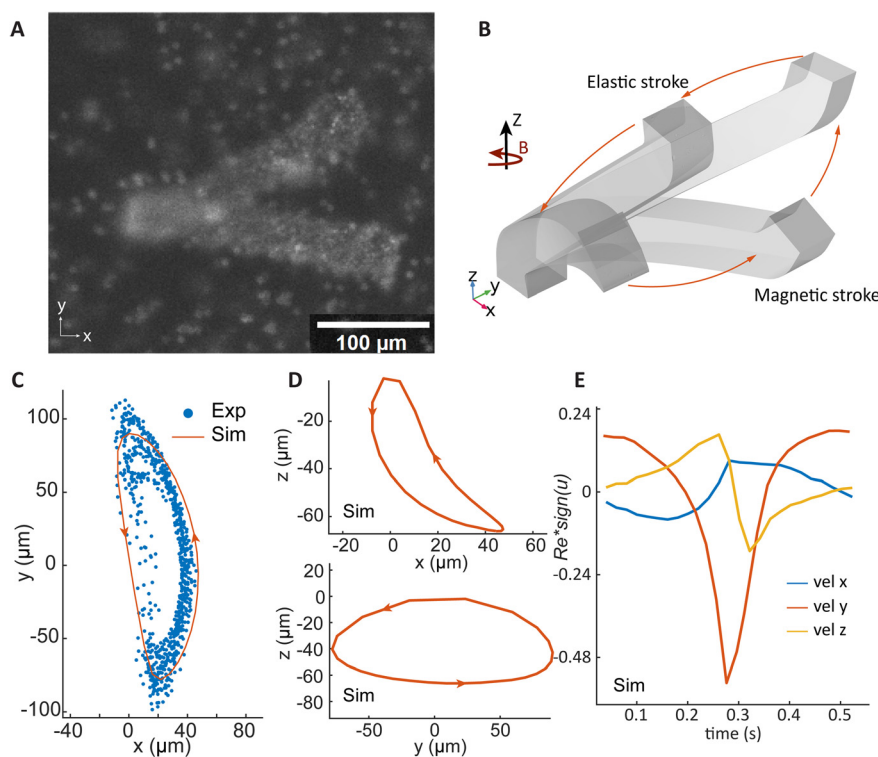 A
y
x
100 µm
B
Elastic stroke
Z
B
z
y
x
Magnetic stroke
C
Exp
Sim
100
50
0
-50
-100
y (µm)
-40
0
40
80
x (µm)
D
-20
-40
-60
z (µm)
Sim
-20
0
20
40
60
x (µm)
20
0
-20
-40
-60
-80
z (µm)
Sim
-50
0
50
y (µm)
E
0.24
0
-0.24
-0.48
Re*sign(u)
vel x
vel y
vel z
Sim
0.1
0.2
0.3
0.4
0.5
time (s)